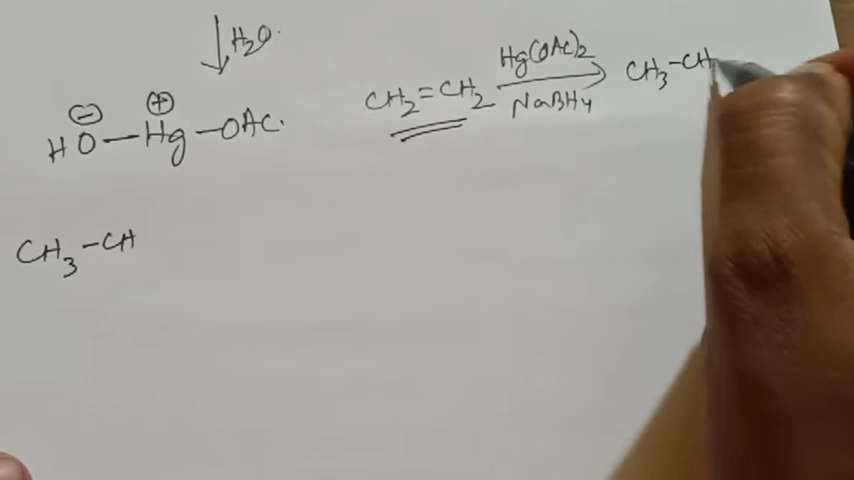 ↓ H₂O.
⊖ ⊕
HO—Hg—OAc.
CH₂=CH₂ Hg(OAc)₂ → NaBH₄ CH₃-CH
CH₃-CH